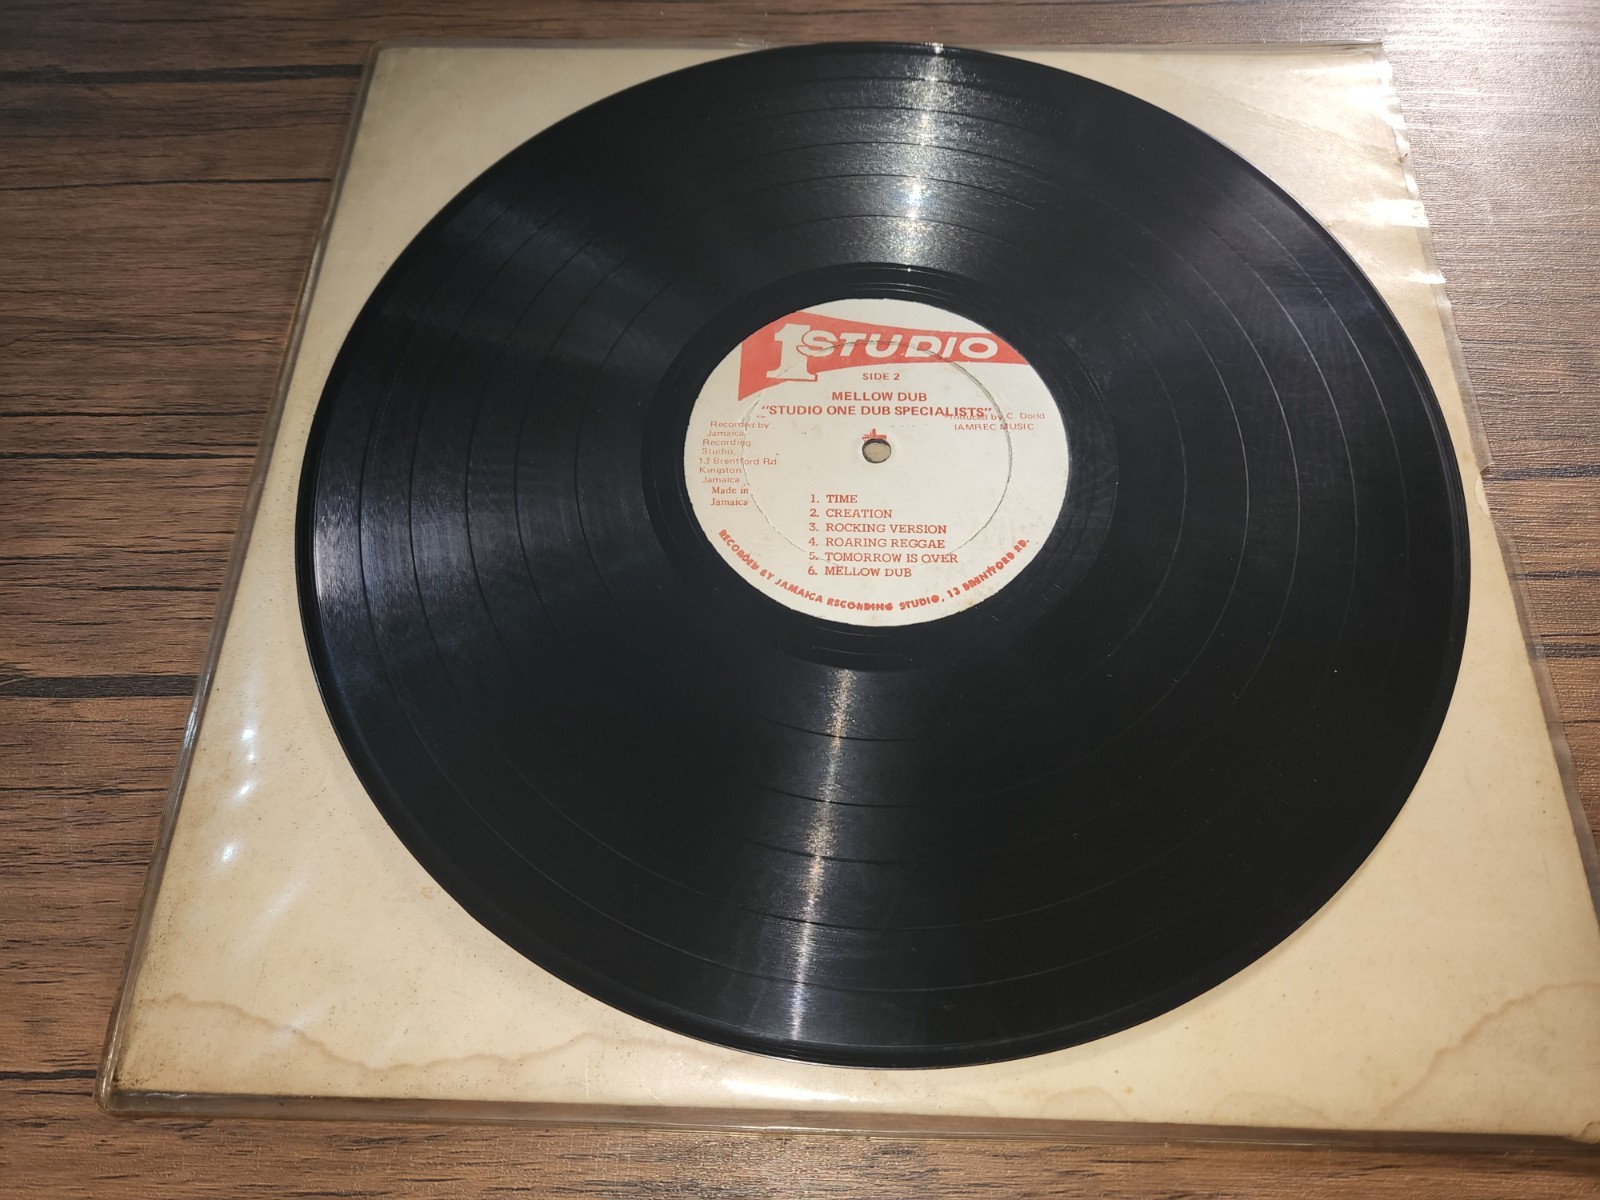 1 STUDIO
SIDE 2
MELLOW DUB
"STUDIO ONE DUB SPECIALISTS"
Recorded by
Jamaica
Recording
Studio,
13 Brentford Rd.
Kingston
Jamaica
Made in
Jamaica
Produced by C. Dodd
JAMREC MUSIC
1. TIME
2. CREATION
3. ROCKING VERSION
4. ROARING REGGAE
5. TOMORROW IS OVER
6. MELLOW DUB
RECORDED BY JAMAICA RECORDING STUDIO, 13 BRENTFORD RD.